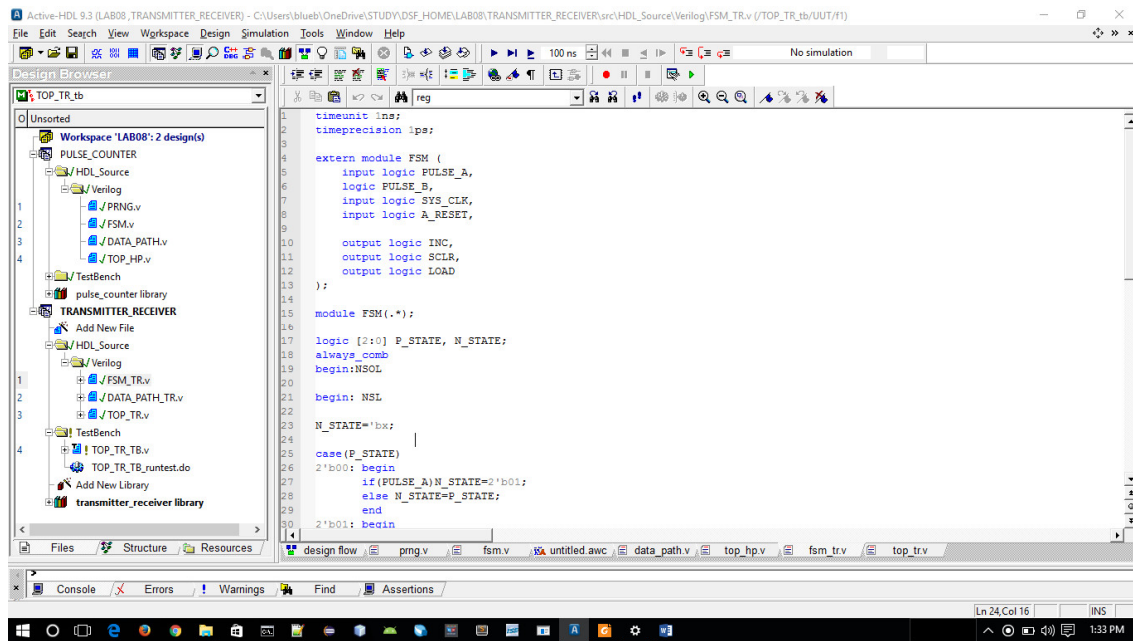 Active-HDL 9.3 (LAB08 ,TRANSMITTER_RECEIVER) - C:\Users\blueb\OneDrive\STUDY\DSF_HOME\LAB08\TRANSMITTER_RECEIVER\src\HDL_Source\Verilog\FSM_TR.v (/TOP_TR_tb/UUT/f1)
File Edit Search View Workspace Design Simulation Tools Window Help
100 ns No simulation
Design Browser
TOP_TR_tb
reg
O Unsorted
Workspace 'LAB08': 2 design(s)
PULSE_COUNTER
HDL_Source
Verilog
1 PRNG.v
2 FSM.v
3 DATA_PATH.v
4 TOP_HP.v
TestBench
pulse_counter library
TRANSMITTER_RECEIVER
Add New File
HDL_Source
Verilog
1 FSM_TR.v
2 DATA_PATH_TR.v
3 TOP_TR.v
TestBench
4 TOP_TR_TB.v
TOP_TR_TB_runtest.do
Add New Library
transmitter_receiver library
Files Structure Resources
1 timeunit 1ns;
2 timeprecision 1ps;
3
4 extern module FSM (
5 input logic PULSE_A,
6 logic PULSE_B,
7 input logic SYS_CLK,
8 input logic A_RESET,
9
10 output logic INC,
11 output logic SCLR,
12 output logic LOAD
13 );
14
15 module FSM(.*);
16
17 logic [2:0] P_STATE, N_STATE;
18 always_comb
19 begin:NSOL
20
21 begin: NSL
22
23 N_STATE='bx;
24
25 case(P_STATE)
26 2'b00: begin
27 if(PULSE_A)N_STATE=2'b01;
28 else N_STATE=P_STATE;
29 end
30 2'b01: begin
design flow prng.v fsm.v untitled.awc data_path.v top_hp.v fsm_tr.v top_tr.v
>
Console Errors Warnings Find Assertions
Ln 24,Col 16 INS
1:33 PM